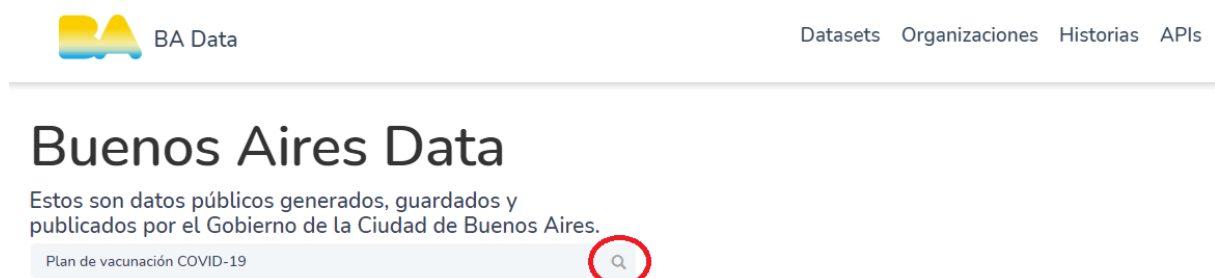 BA BA Data Datasets Organizaciones Historias APIs
Buenos Aires Data
Estos son datos públicos generados, guardados y
publicados por el Gobierno de la Ciudad de Buenos Aires.
Plan de vacunación COVID-19